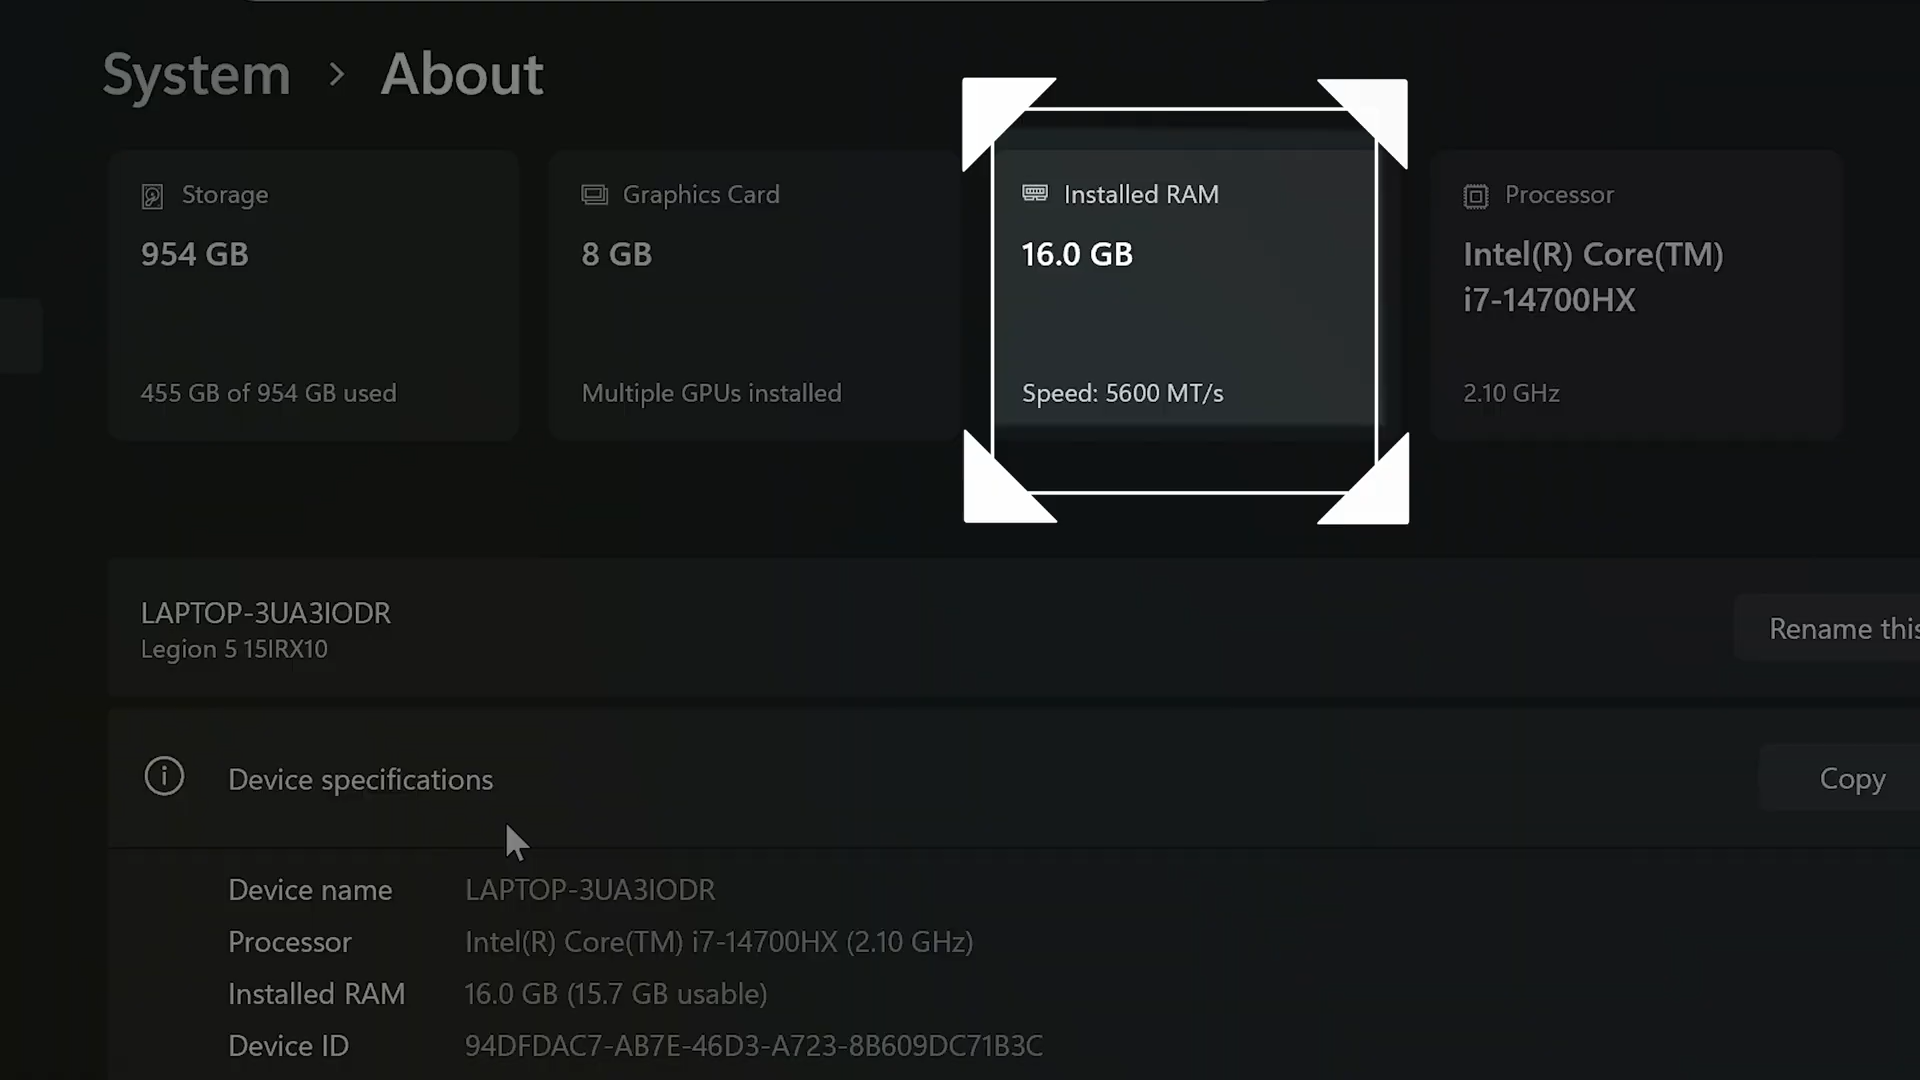 System > About
Storage
954 GB
455 GB of 954 GB used
Graphics Card
8 GB
Multiple GPUs installed
Installed RAM
16.0 GB
Speed: 5600 MT/s
Processor
Intel(R) Core(TM)
i7-14700HX
2.10 GHz
LAPTOP-3UA3IODR
Legion 5 15IRX10
Rename this
Device specifications
Copy
Device name LAPTOP-3UA3IODR
Processor Intel(R) Core(TM) i7-14700HX (2.10 GHz)
Installed RAM 16.0 GB (15.7 GB usable)
Device ID 94DFDAC7-AB7E-46D3-A723-8B609DC71B3C